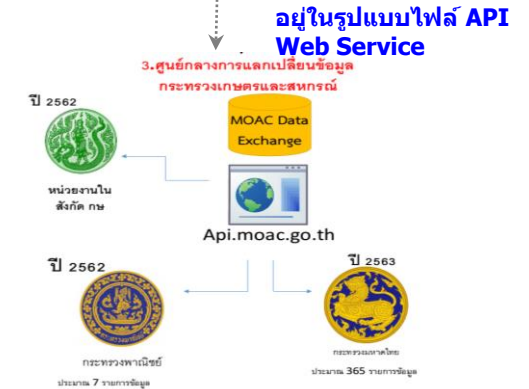 อยู่ในรูปแบบไฟล์ API
Web Service
3.ศูนย์กลางการแลกเปลี่ยนข้อมูล
กระทรวงเกษตรและสหกรณ์
ปี 2562
MOAC Data
Exchange
หน่วยงานใน
สังกัด กษ
Api.moac.go.th
ปี 2562
ปี 2563
กระทรวงพาณิชย์
ประมาณ 7 รายการข้อมูล
กระทรวงมหาดไทย
ประมาณ 365 รายการข้อมูล